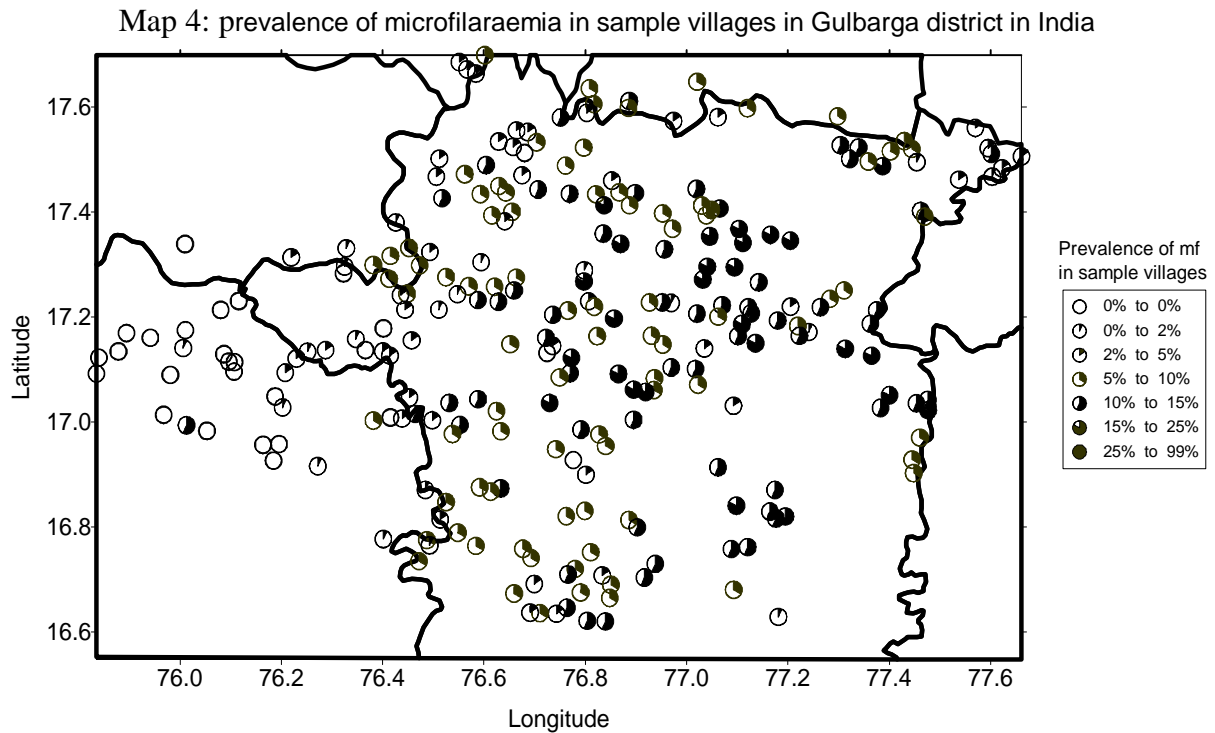 Map 4: prevalence of microfilaraemia in sample villages in Gulbarga district in India
17.6
17.4
17.2
17.0
16.8
16.6
Latitude
76.0 76.2 76.4 76.6 76.8 77.0 77.2 77.4 77.6
Longitude
Prevalence of mf
in sample villages
0% to 0%
0% to 2%
2% to 5%
5% to 10%
10% to 15%
15% to 25%
25% to 99%